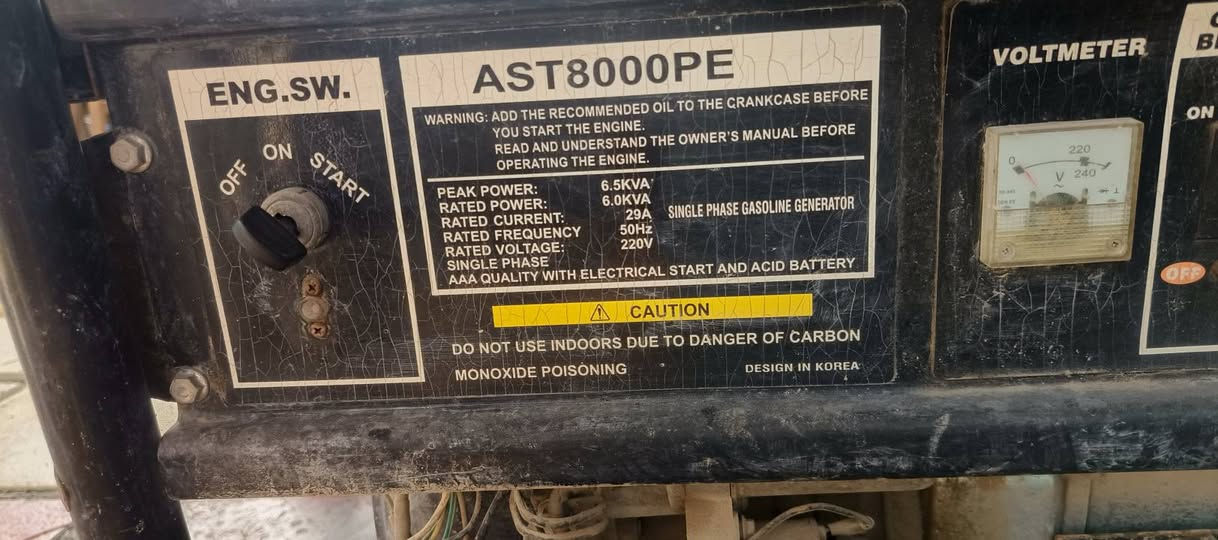 ENG.SW.
OFF
ON
START
AST8000PE
WARNING: ADD THE RECOMMENDED OIL TO THE CRANKCASE BEFORE
YOU START THE ENGINE.
READ AND UNDERSTAND THE OWNER'S MANUAL BEFORE
OPERATING THE ENGINE.
PEAK POWER: 6.5KVA
RATED POWER: 6.0KVA
RATED CURRENT: 29A
RATED FREQUENCY 50Hz
RATED VOLTAGE: 220V
SINGLE PHASE
SINGLE PHASE GASOLINE GENERATOR
AAA QUALITY WITH ELECTRICAL START AND ACID BATTERY
CAUTION
DO NOT USE INDOORS DUE TO DANGER OF CARBON
MONOXIDE POISONING
DESIGN IN KOREA
VOLTMETER
0 220
240
V
ON
OFF